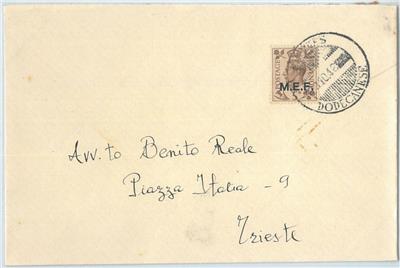 POSTAGE
M.E.F.
DODECANESE
Avv.to Benito Reale
Piazza Italia - 9
Trieste